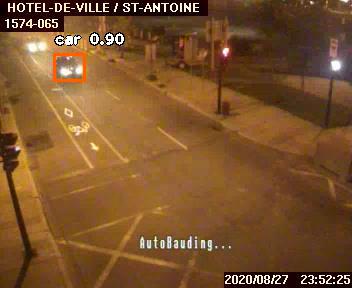 HOTEL-DE-VILLE / ST-ANTOINE
1574-065
car 0.90
AutoBauding...
2020/08/27 23:52:25